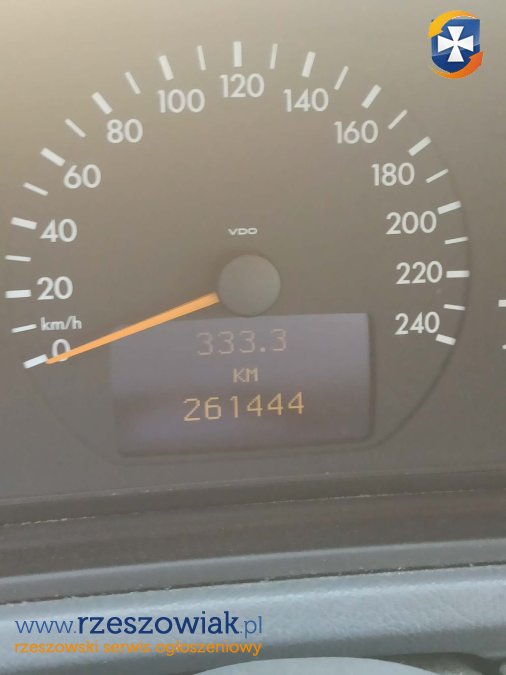 120
100 140
80 160
60 180
40 200
VDO
20 220
km/h 240
0
333.3
KM
261444
www.rzeszowiak.pl
rzeszowski serwis ogłoszeniowy